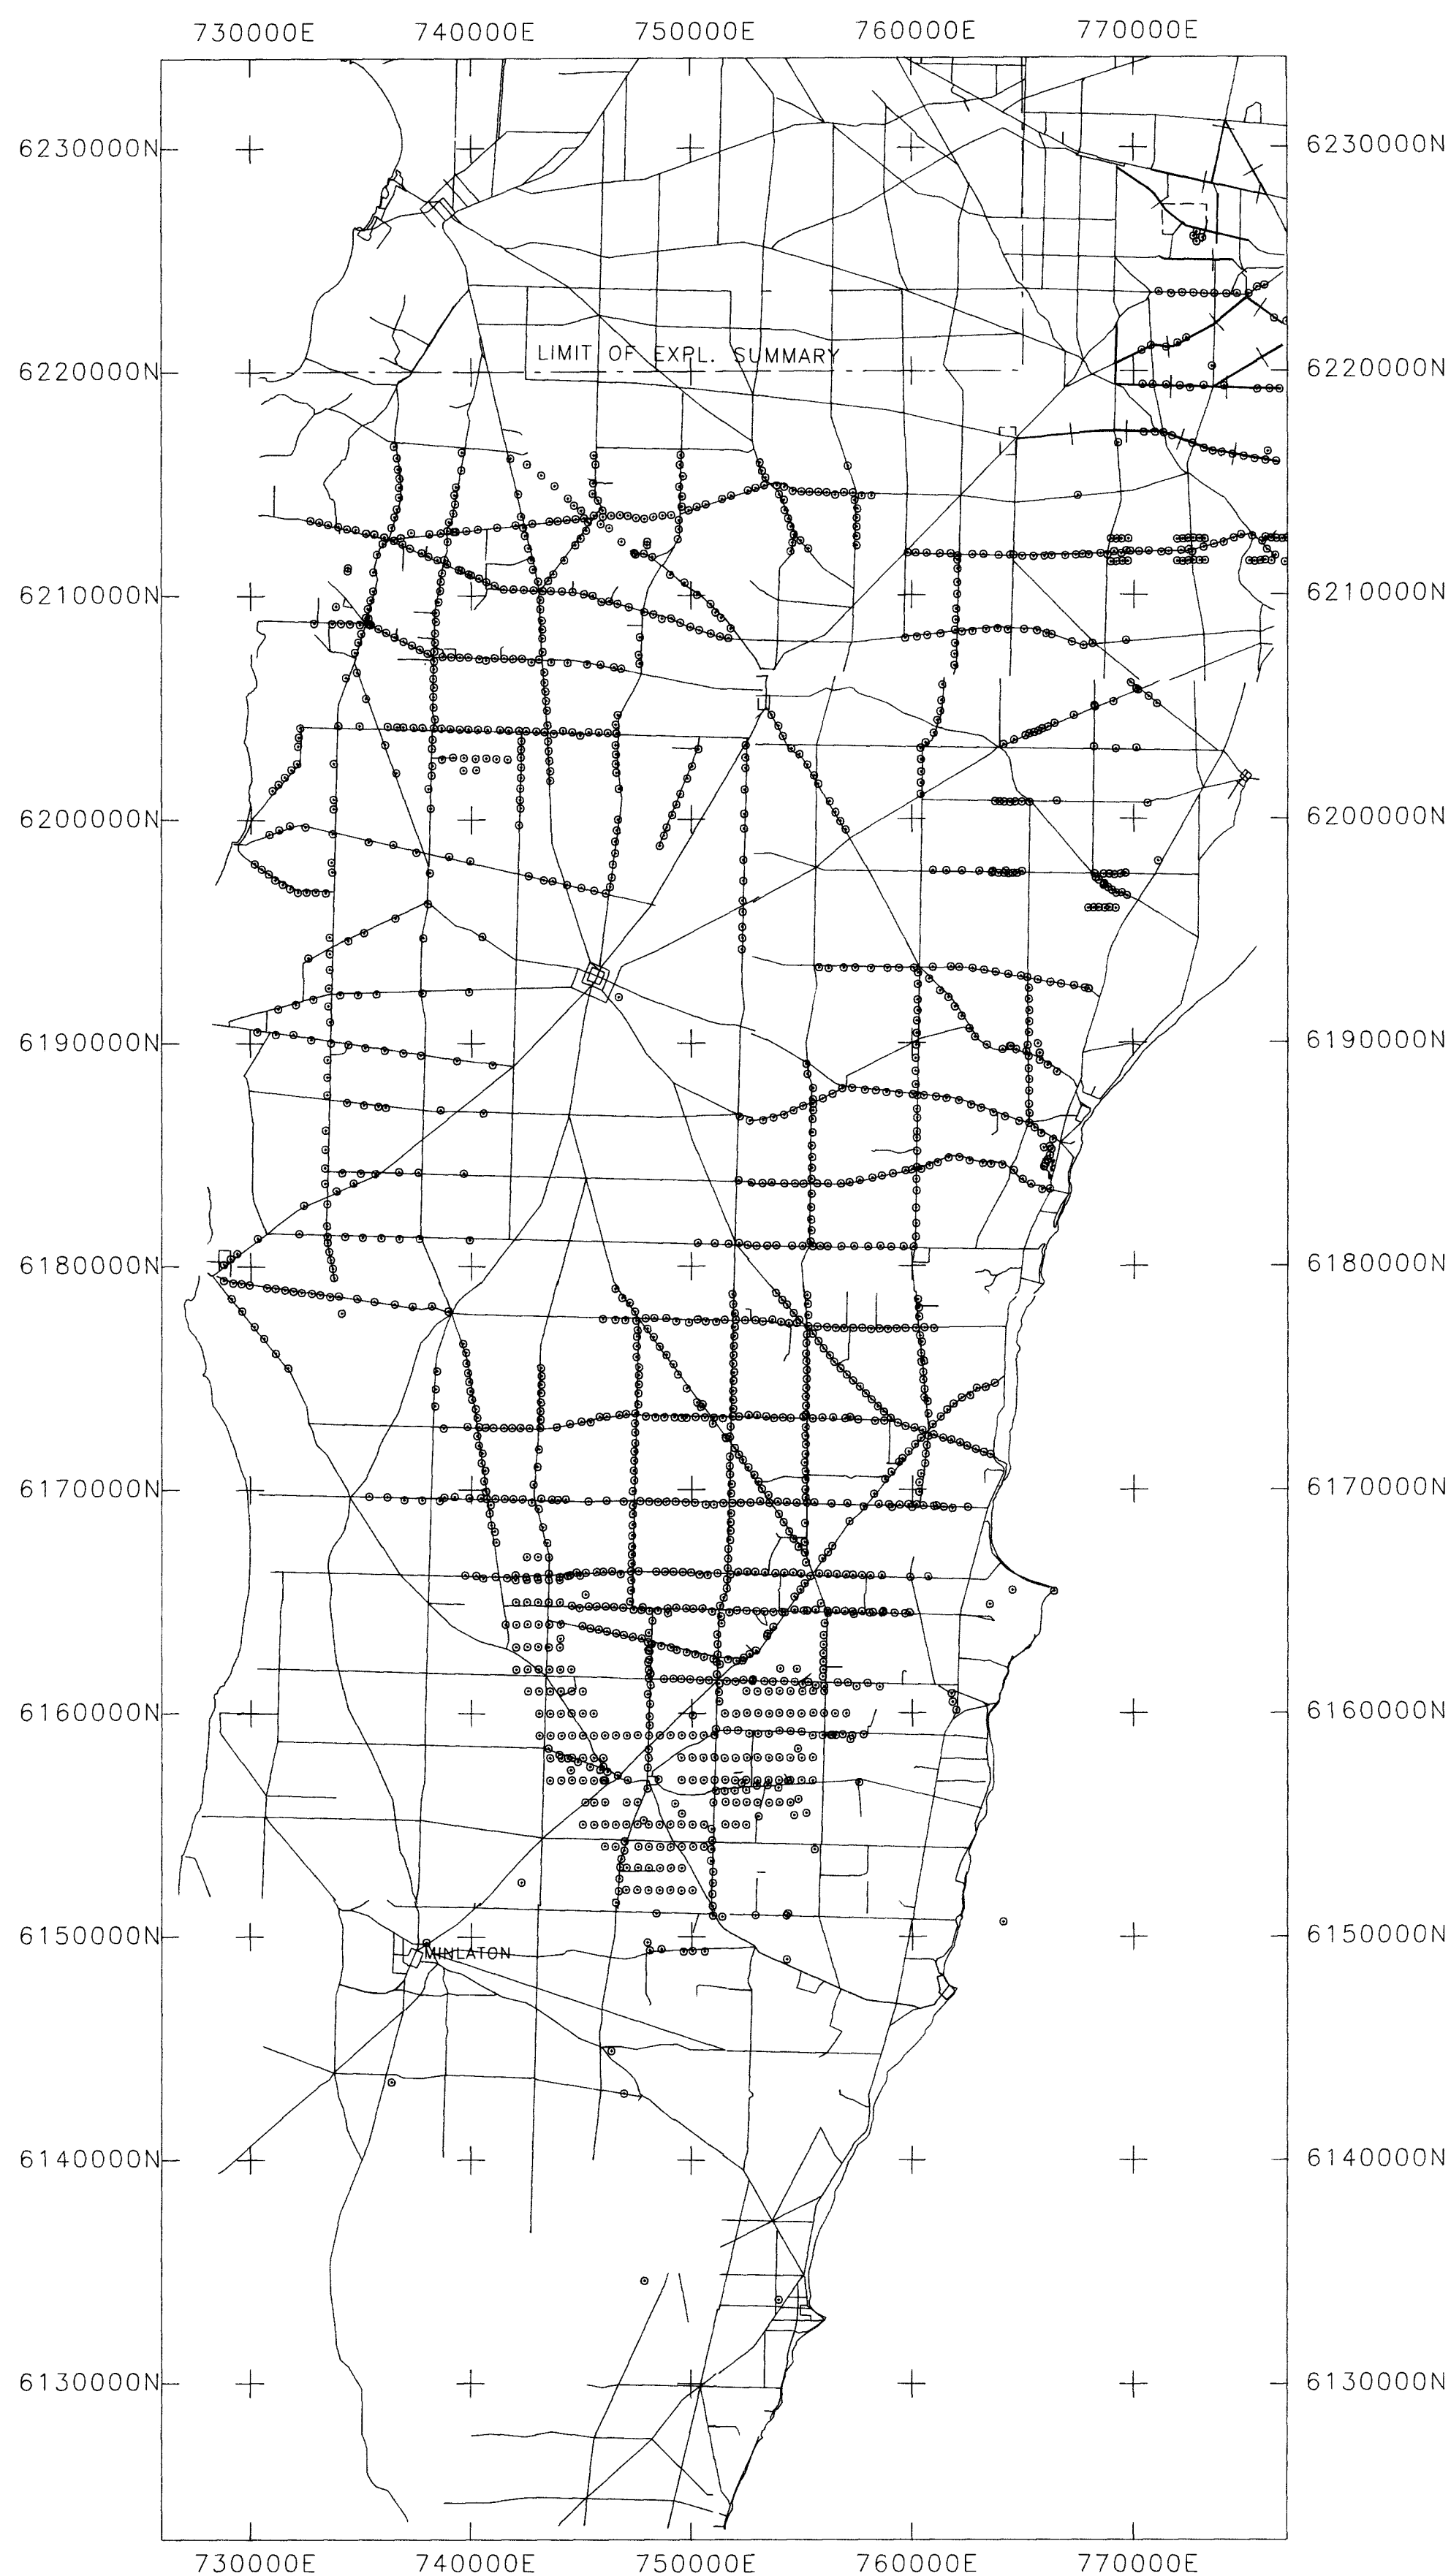 730000E 740000E 750000E 760000E 770000E
6230000N 6230000N
LIMIT OF EXPL. SUMMARY
6220000N 6220000N
6210000N 6210000N
6200000N 6200000N
6190000N 6190000N
6180000N 6180000N
6170000N 6170000N
6160000N 6160000N
6150000N 6150000N
MINLATON
6140000N 6140000N
6130000N 6130000N
730000E 740000E 750000E 760000E 770000E